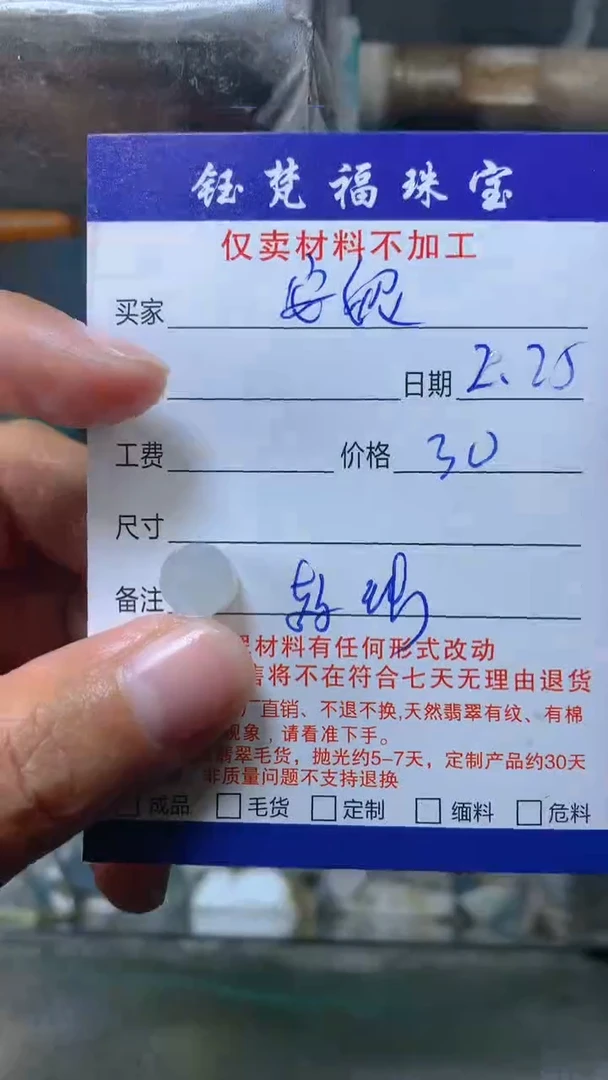 钰梵福珠宝
仅卖材料不加工
买家
日期 2.25
工费 价格 30
尺寸
备注
材料有任何形式改动
售将不在符合七天无理由退货
厂直销、不退不换,天然翡翠有纹、有棉
现象，请看准下手。
翡翠毛货，抛光约5-7天，定制产品约30天
非质量问题不支持退换
成品 毛货 定制 缅料 危料